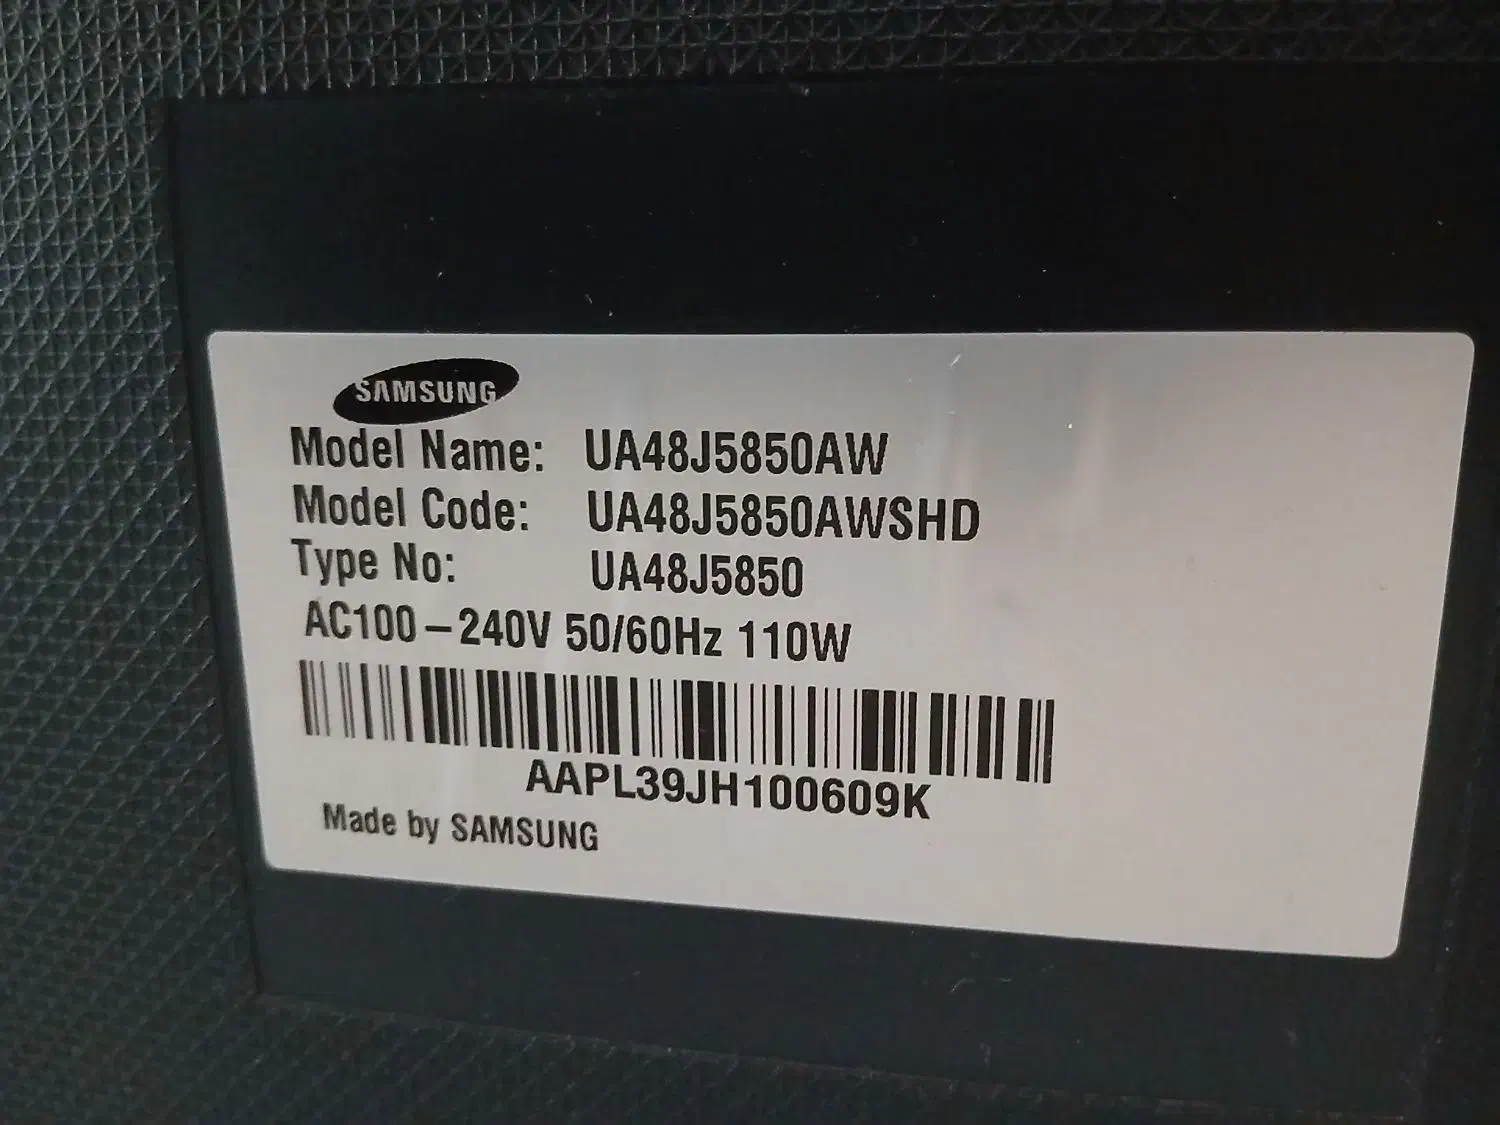 SAMSUNG
Model Name: UA48J5850AW
Model Code: UA48J5850AWSHD
Type No: UA48J5850
AC100-240V 50/60Hz 110W
AAPL39JH100609K
Made by SAMSUNG